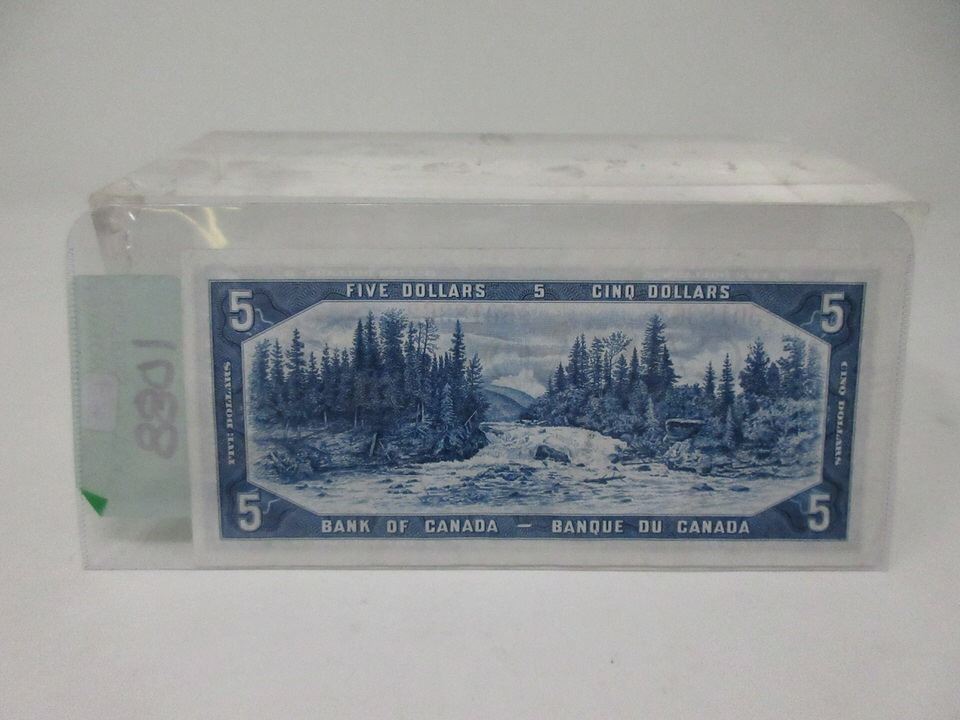 FIVE DOLLARS 5 CINQ DOLLARS
5 5
FIVE DOLLARS
CINQ DOLLARS
5 5
BANK OF CANADA — BANQUE DU CANADA
8301